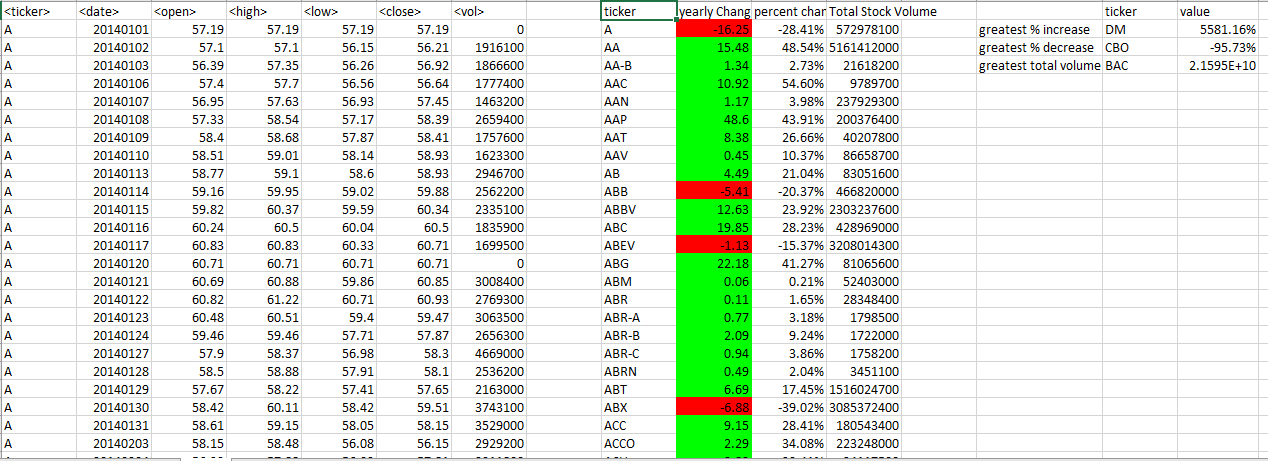 <ticker> <date> <open> <high> <low> <close> <vol> ticker yearly Chang percent chan Total Stock Volume ticker value
A 20140101 57.19 57.19 57.19 57.19 0 A -16.25 -28.41% 572978100 greatest % increase DM 5581.16%
A 20140102 57.1 57.1 56.15 56.21 1916100 AA 15.48 48.54% 5161412000 greatest % decrease CBO -95.73%
A 20140103 56.39 57.35 56.26 56.92 1866600 AA-B 1.34 2.73% 21618200 greatest total volume BAC 2.1595E+10
A 20140106 57.4 57.7 56.56 56.64 1777400 AAC 10.92 54.60% 9789700
A 20140107 56.95 57.63 56.93 57.45 1463200 AAN 1.17 3.98% 237929300
A 20140108 57.33 58.54 57.17 58.39 2659400 AAP 48.6 43.91% 200376400
A 20140109 58.4 58.68 57.87 58.41 1757600 AAT 8.38 26.66% 40207800
A 20140110 58.51 59.01 58.14 58.93 1623300 AAV 0.45 10.37% 86658700
A 20140113 58.77 59.1 58.6 58.93 2946700 AB 4.49 21.04% 83051600
A 20140114 59.16 59.95 59.02 59.88 2562200 ABB -5.41 -20.37% 466820000
A 20140115 59.82 60.37 59.59 60.34 2335100 ABBV 12.63 23.92% 2303237600
A 20140116 60.24 60.5 60.04 60.5 1835900 ABC 19.85 28.23% 428969000
A 20140117 60.83 60.83 60.33 60.71 1699500 ABEV -1.13 -15.37% 3208014300
A 20140120 60.71 60.71 60.71 60.71 0 ABG 22.18 41.27% 81065600
A 20140121 60.69 60.88 59.86 60.85 3008400 ABM 0.06 0.21% 52403000
A 20140122 60.82 61.22 60.71 60.93 2769300 ABR 0.11 1.65% 28348400
A 20140123 60.48 60.51 59.4 59.47 3063500 ABR-A 0.77 3.18% 1798500
A 20140124 59.46 59.46 57.71 57.87 2656300 ABR-B 2.09 9.24% 1722000
A 20140127 57.9 58.37 56.98 58.3 4669000 ABR-C 0.94 3.86% 1758200
A 20140128 58.5 58.88 57.91 58.1 2536200 ABRN 0.49 2.04% 3451100
A 20140129 57.67 58.22 57.41 57.65 2163000 ABT 6.69 17.45% 1516024700
A 20140130 58.42 60.11 58.42 59.51 3743100 ABX -6.88 -39.02% 3085372400
A 20140131 58.61 59.15 58.05 58.15 3529000 ACC 9.15 28.41% 180543400
A 20140203 58.15 58.48 56.08 56.15 2929200 ACCO 2.29 34.08% 223248000